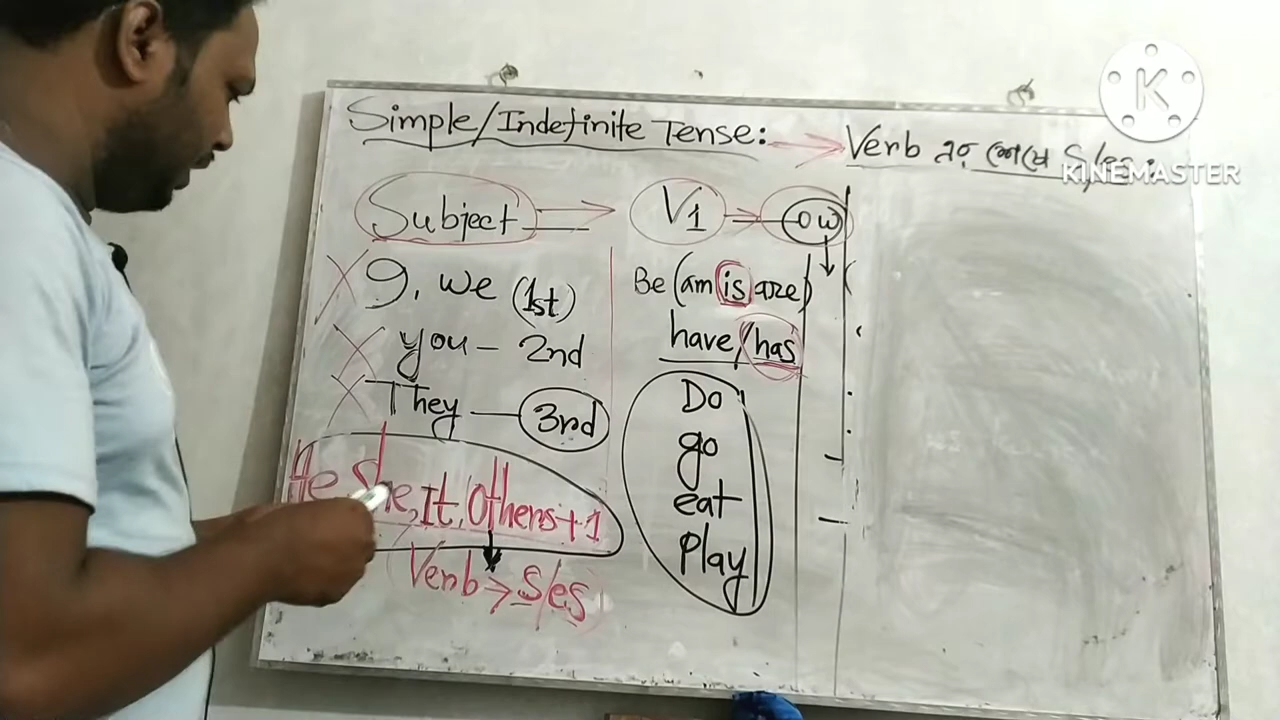 Simple/Indefinite Tense:
Verb এর শেষে S/es:
KINEMASTER
Subject V1 ow
I, we (1st)
Be (am is are)
you - 2nd
have/has
They - 3rd
Do
go
He She, It, Others + 1
eat
Play
Verb > S/es